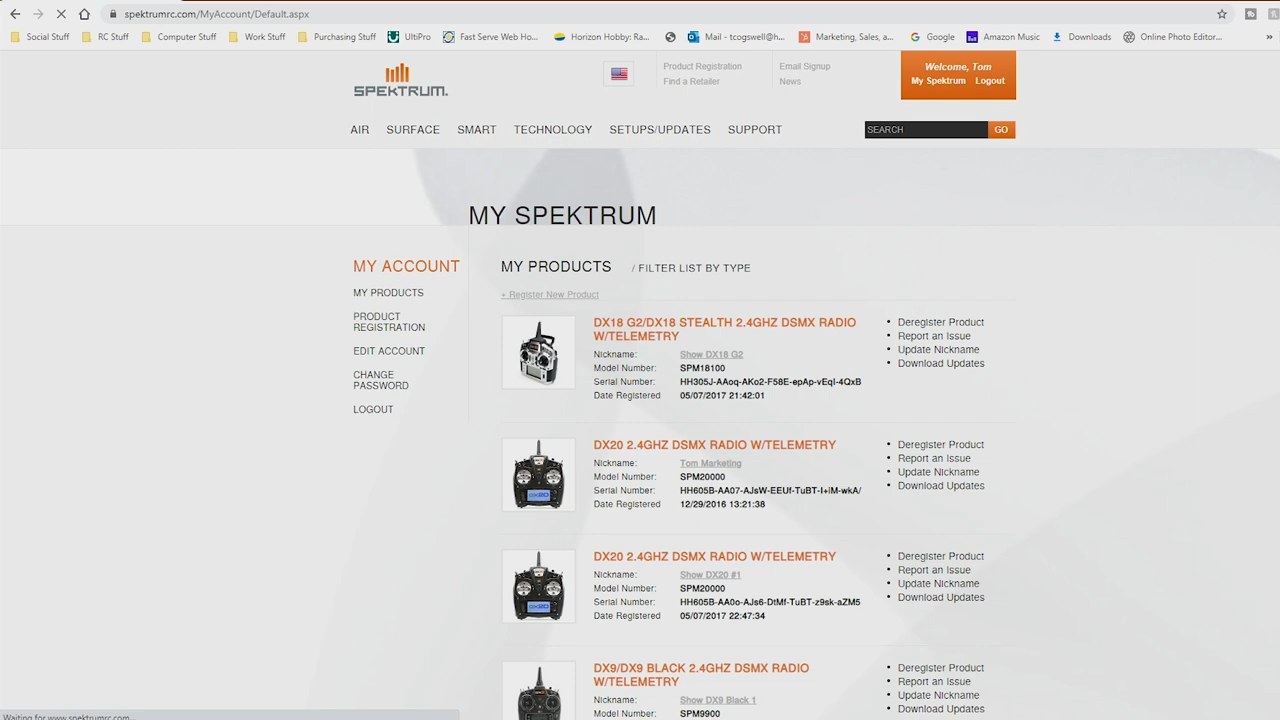 spektrumrc.com/MyAccount/Default.aspx
Social Stuff RC Stuff Computer Stuff Work Stuff Purchasing Stuff UltiPro Fast Serve Web Ho... Horizon Hobby: Ra... Mail - tcogswell@h... Marketing, Sales, a... Google Amazon Music Downloads Online Photo Editor... »
SPEKTRUM.
Product Registration
Find a Retailer
Email Signup
News
Welcome, Tom
My Spektrum Logout
AIR SURFACE SMART TECHNOLOGY SETUPS/UPDATES SUPPORT
SEARCH GO
MY SPEKTRUM
MY ACCOUNT
MY PRODUCTS
PRODUCT
REGISTRATION
EDIT ACCOUNT
CHANGE
PASSWORD
LOGOUT
MY PRODUCTS / FILTER LIST BY TYPE
+ Register New Product
DX18 G2/DX18 STEALTH 2.4GHZ DSMX RADIO
W/TELEMETRY
Nickname: Show DX18 G2
Model Number: SPM18100
Serial Number: HH305J-AAoq-AKo2-F58E-epAp-vEqI-4QxB
Date Registered 05/07/2017 21:42:01
• Deregister Product
• Report an Issue
• Update Nickname
• Download Updates
DX20 2.4GHZ DSMX RADIO W/TELEMETRY
Nickname: Tom Marketing
Model Number: SPM20000
Serial Number: HH605B-AA07-AJsW-EEUf-TuBT-I+iM-wkA/
Date Registered 12/29/2016 13:21:38
• Deregister Product
• Report an Issue
• Update Nickname
• Download Updates
DX20 2.4GHZ DSMX RADIO W/TELEMETRY
Nickname: Show DX20 #1
Model Number: SPM20000
Serial Number: HH605B-AA0o-AJs6-DtMf-TuBT-z9sk-aZM5
Date Registered 05/07/2017 22:47:34
• Deregister Product
• Report an Issue
• Update Nickname
• Download Updates
DX9/DX9 BLACK 2.4GHZ DSMX RADIO
W/TELEMETRY
Nickname: Show DX9 Black 1
Model Number: SPM9900
• Deregister Product
• Report an Issue
• Update Nickname
• Download Updates
Waiting for www.spektrumrc.com...